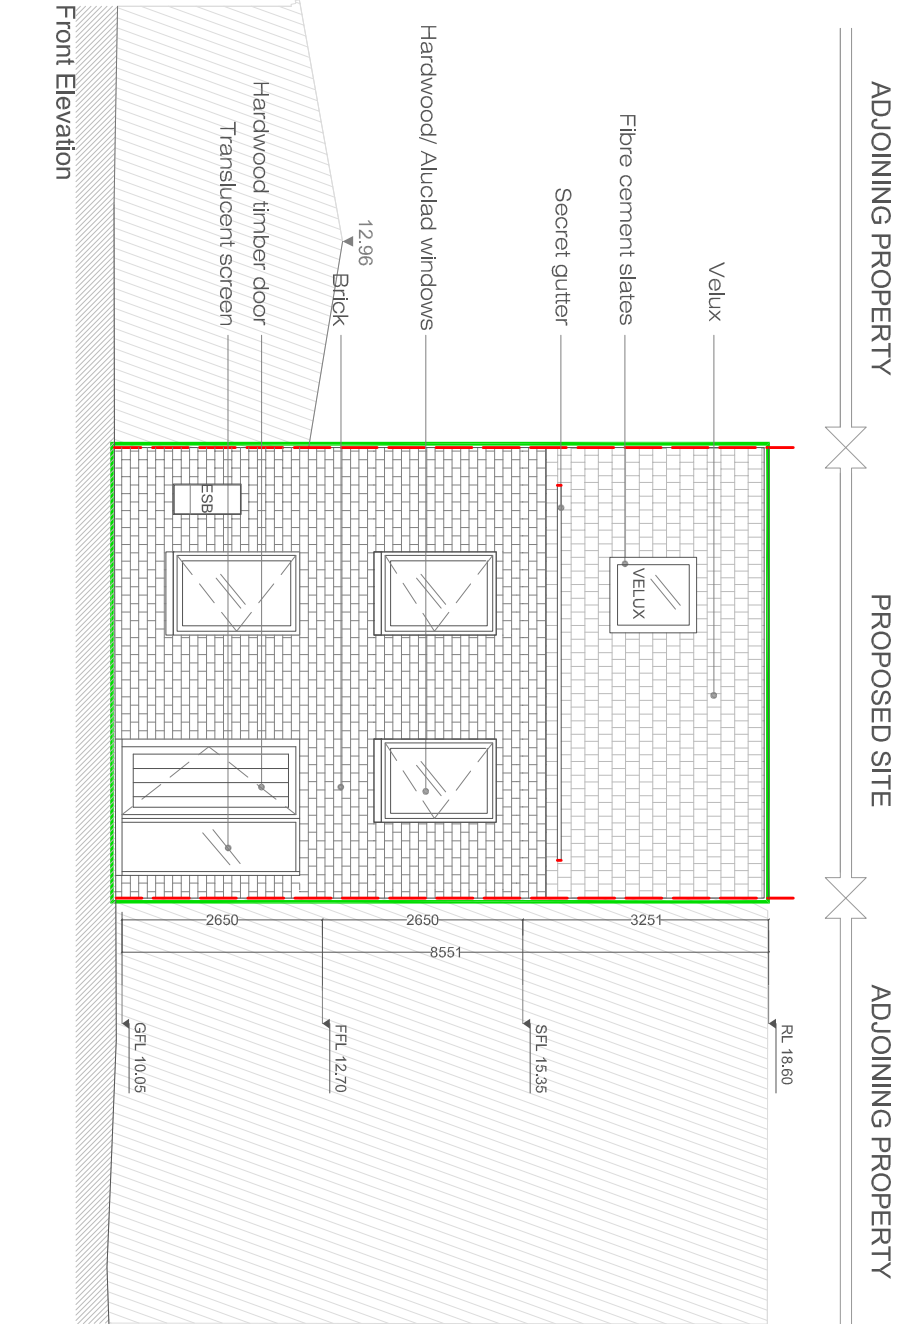 ADJOINING PROPERTY
PROPOSED SITE
ADJOINING PROPERTY
Velux
Fibre cement slates
Secret gutter
Hardwood/ Aluclad windows
12.96
Brick
Hardwood timber door
Translucent screen
VELUX
ESB
3251
2650
2650
8551
RL 18.60
SFL 15.35
FFL 12.70
GFL 10.05
Front Elevation